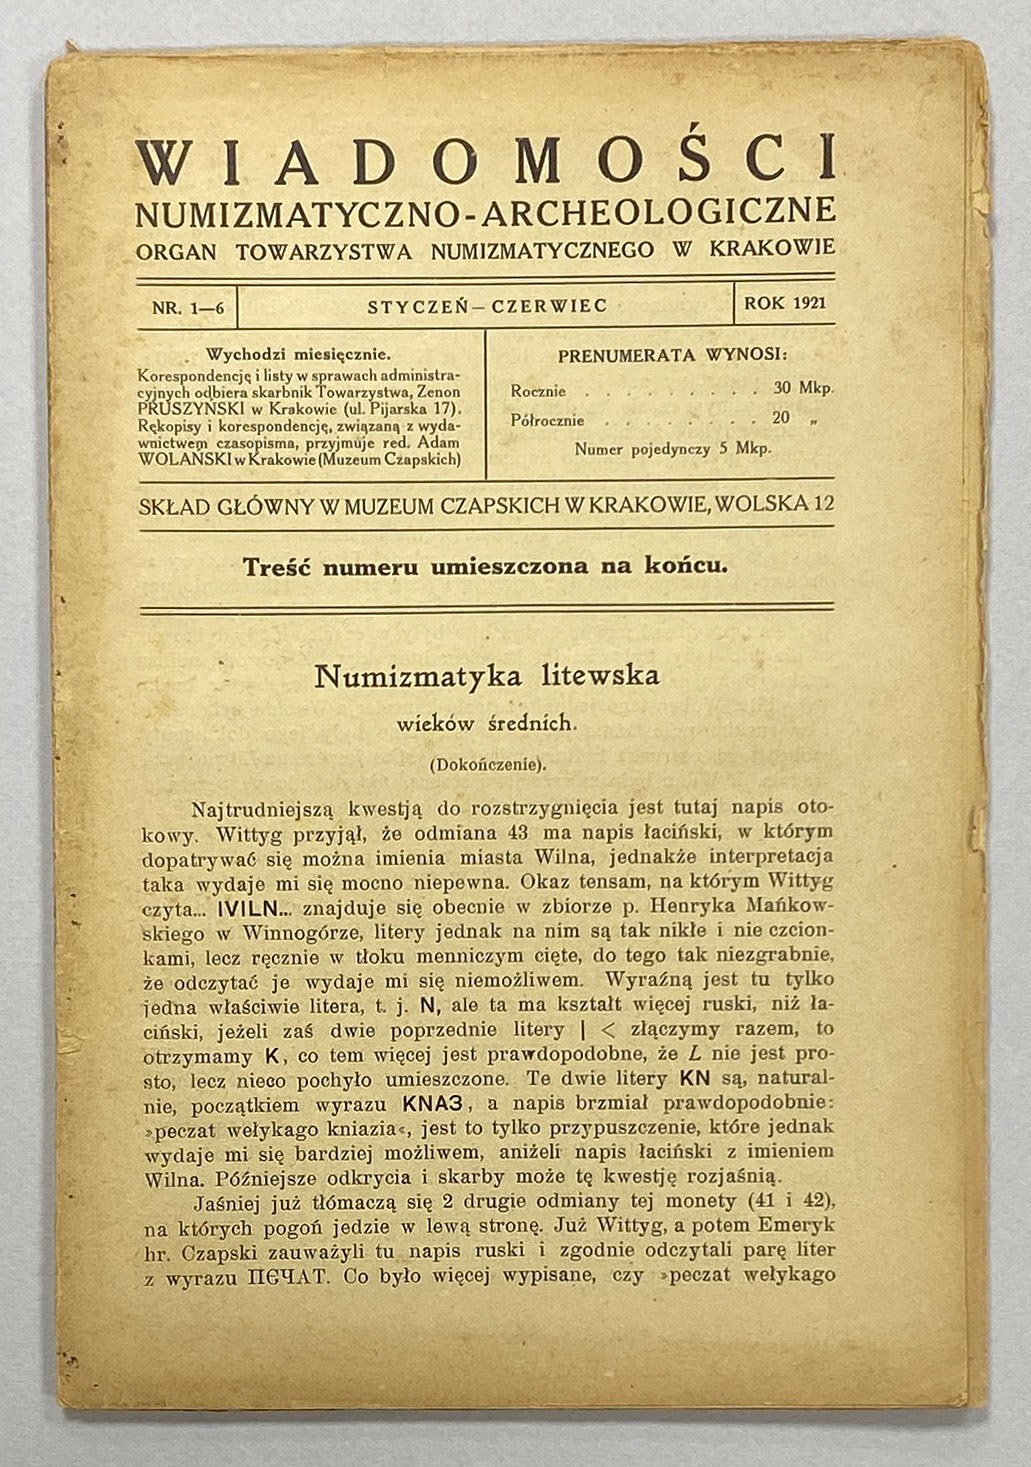 WIADOMOŚCI
NUMIZMATYCZNO-ARCHEOLOGICZNE
ORGAN TOWARZYSTWA NUMIZMATYCZNEGO W KRAKOWIE
NR. 1—6
STYCZEŃ—CZERWIEC
ROK 1921
Wychodzi miesięcznie.
Korespondencję i listy w sprawach administra-
cyjnych odbiera skarbnik Towarzystwa, Zenon
PRUSZYŃSKI w Krakowie (ul. Pijarska 17).
Rękopisy i korespondencję, związaną z wyda-
wnictwem czasopisma, przyjmuje red. Adam
WOLAŃSKI w Krakowie (Muzeum Czapskich)
PRENUMERATA WYNOSI:
Rocznie . . . . . . . . . 30 Mkp.
Półrocznie . . . . . . . . 20 „
Numer pojedynczy 5 Mkp.
SKŁAD GŁÓWNY W MUZEUM CZAPSKICH W KRAKOWIE, WOLSKA 12
Treść numeru umieszczona na końcu.
Numizmatyka litewska
wieków średnich.
(Dokończenie).
Najtrudniejszą kwestją do rozstrzygnięcia jest tutaj napis oto-
kowy. Wittyg przyjął, że odmiana 43 ma napis łaciński, w którym
dopatrywać się można imienia miasta Wilna, jednakże interpretacja
taka wydaje mi się mocno niepewna. Okaz tensam, na którym Wittyg
czyta... IVILN... znajduje się obecnie w zbiorze p. Henryka Mańkow-
skiego w Winnogórze, litery jednak na nim są tak nikłe i nie czcion-
kami, lecz ręcznie w tłoku menniczym cięte, do tego tak niezgrabnie,
że odczytać je wydaje mi się niemożliwem. Wyraźną jest tu tylko
jedna właściwie litera, t. j. N, ale ta ma kształt więcej ruski, niż ła-
ciński, jeżeli zaś dwie poprzednie litery | < złączymy razem, to
otrzymamy K, co tem więcej jest prawdopodobne, że L nie jest pro-
sto, lecz nieco pochyło umieszczone. Te dwie litery KN są, natural-
nie, początkiem wyrazu KNAЗ, a napis brzmiał prawdopodobnie:
»peczat wełykago kniazia«, jest to tylko przypuszczenie, które jednak
wydaje mi się bardziej możliwem, aniżeli napis łaciński z imieniem
Wilna. Późniejsze odkrycia i skarby może tę kwestję rozjaśnią.
Jaśniej już tłómaczą się 2 drugie odmiany tej monety (41 i 42),
na których pogoń jedzie w lewą stronę. Już Wittyg, a potem Emeryk
hr. Czapski zauważyli tu napis ruski i zgodnie odczytali parę liter
z wyrazu ПЄЧАТ. Co było więcej wypisane, czy »peczat wełykago